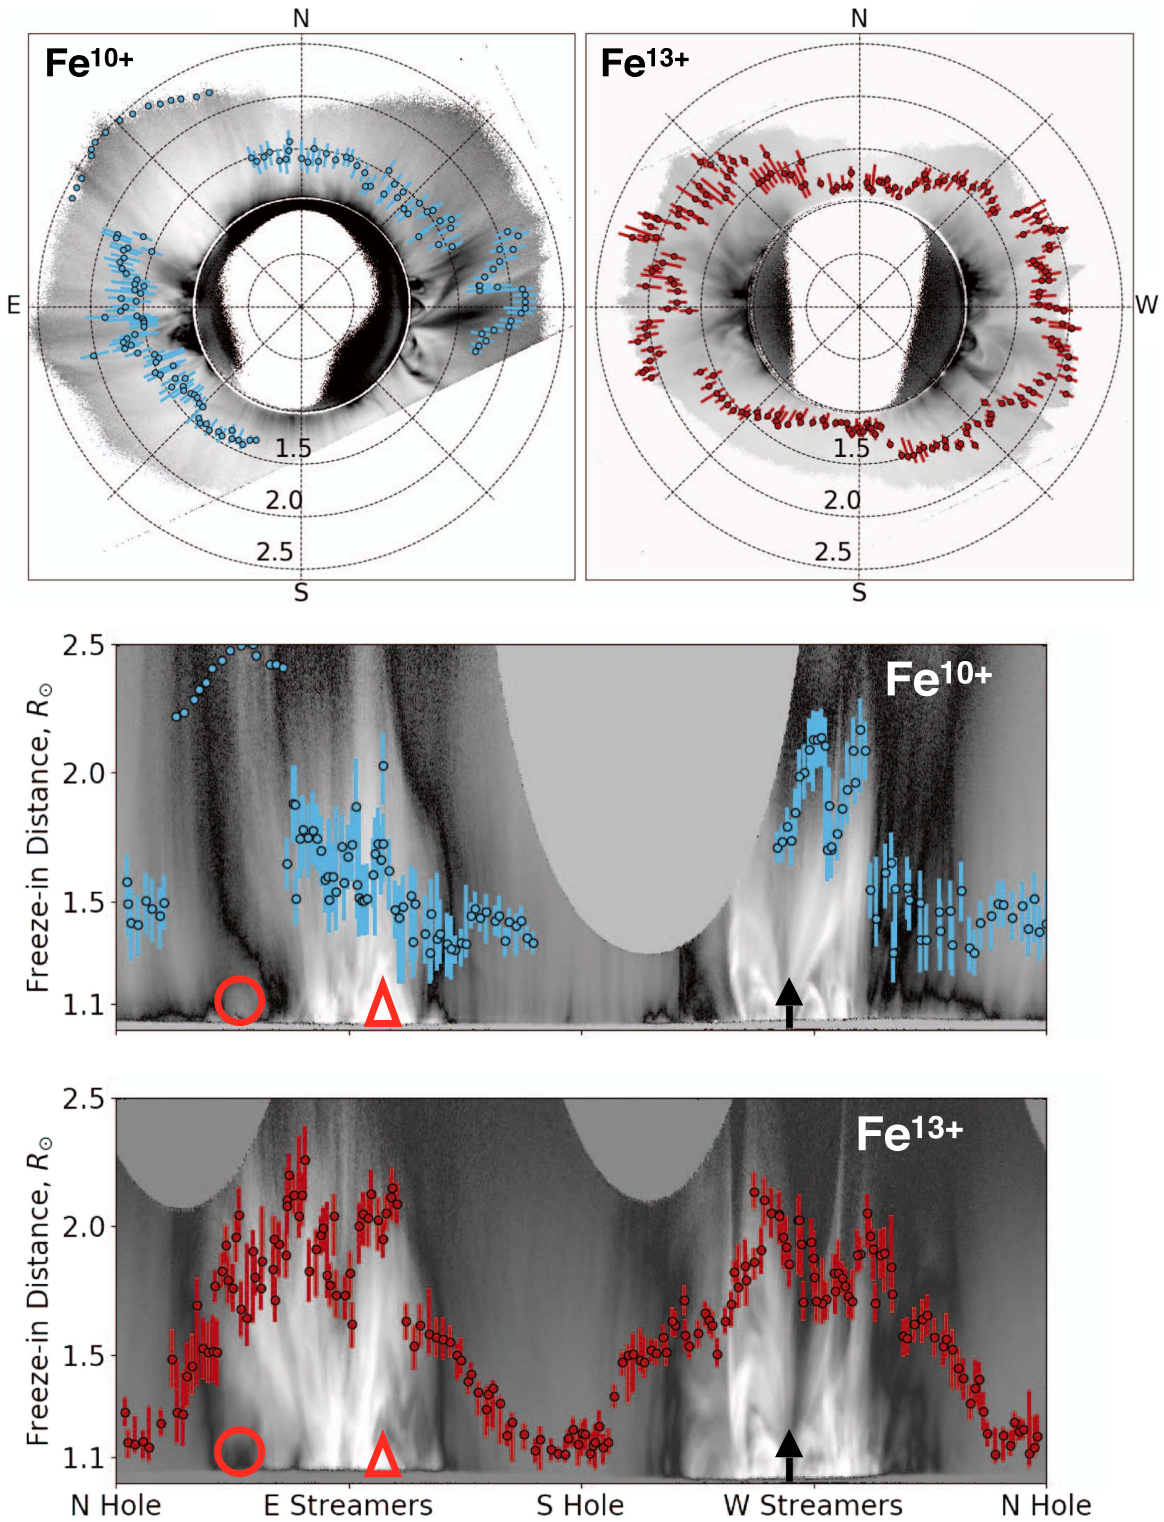 N
N
Fe10+
Fe13+
E
W
1.5
1.5
2.0
2.0
2.5
2.5
S
S
2.5
Fe10+
2.0
1.5
1.1
Freeze-in Distance, R☉
2.5
Fe13+
2.0
1.5
1.1
Freeze-in Distance, R☉
N Hole
E Streamers
S Hole
W Streamers
N Hole